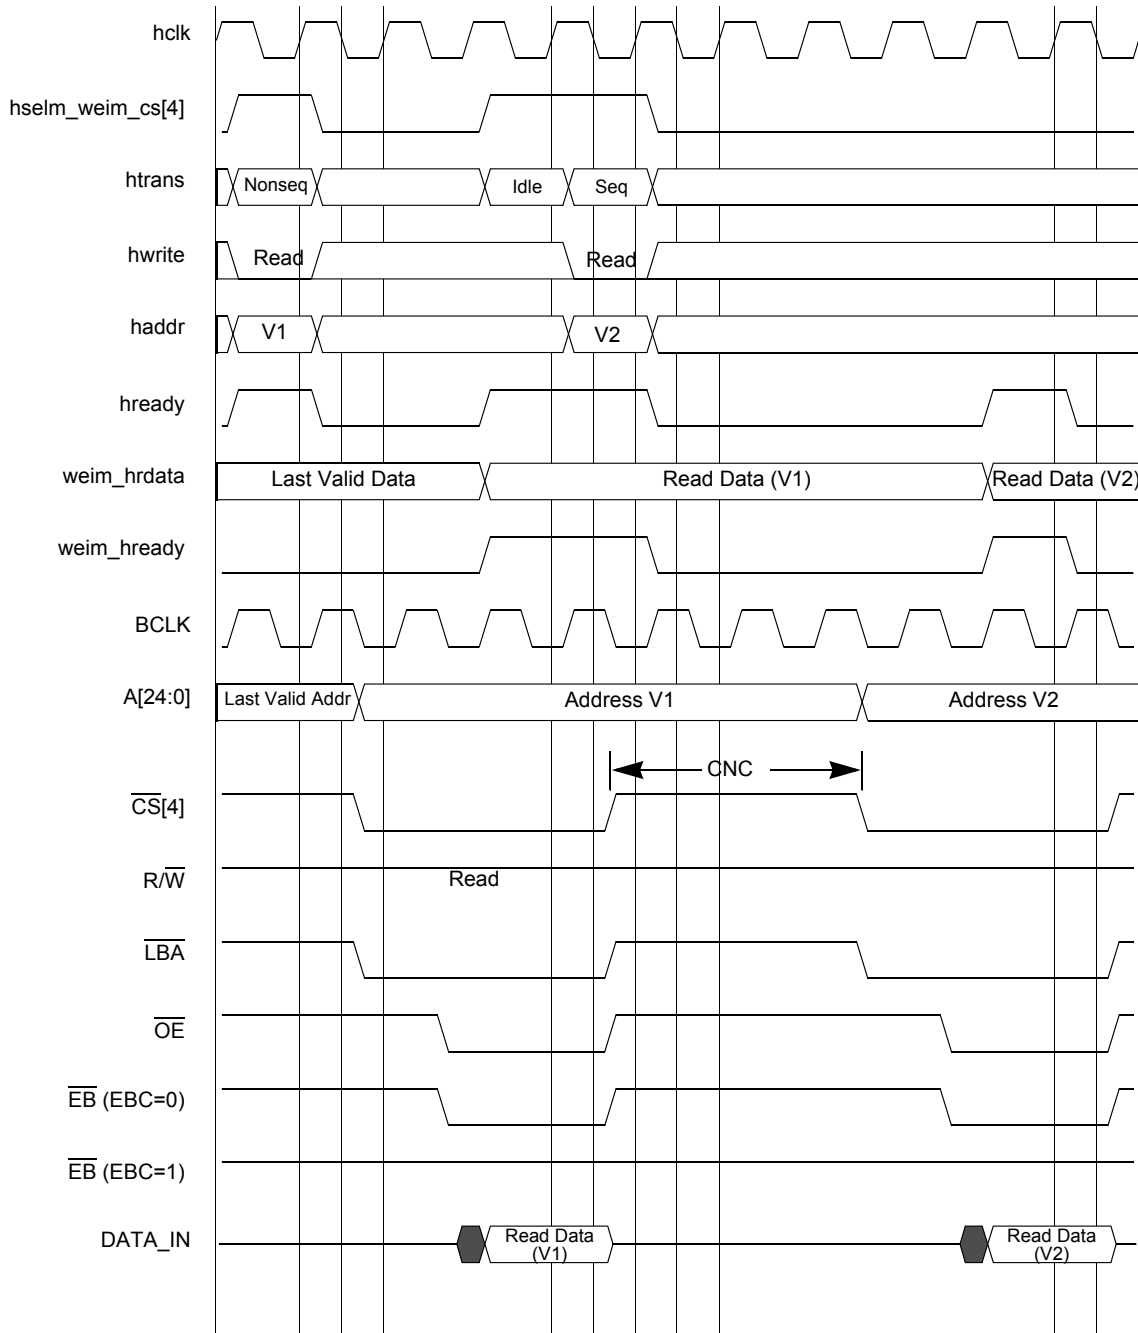 hclk
hselm_weim_cs[4]
htrans
Nonseq
Idle
Seq
hwrite
Read
Read
haddr
V1
V2
hready
weim_hrdata
Last Valid Data
Read Data (V1)
Read Data (V2)
weim_hready
BCLK
A[24:0]
Last Valid Addr
Address V1
Address V2
CNC
CS[4]
R/W
Read
LBA
OE
EB (EBC=0)
EB (EBC=1)
DATA_IN
Read Data
(V1)
Read Data
(V2)